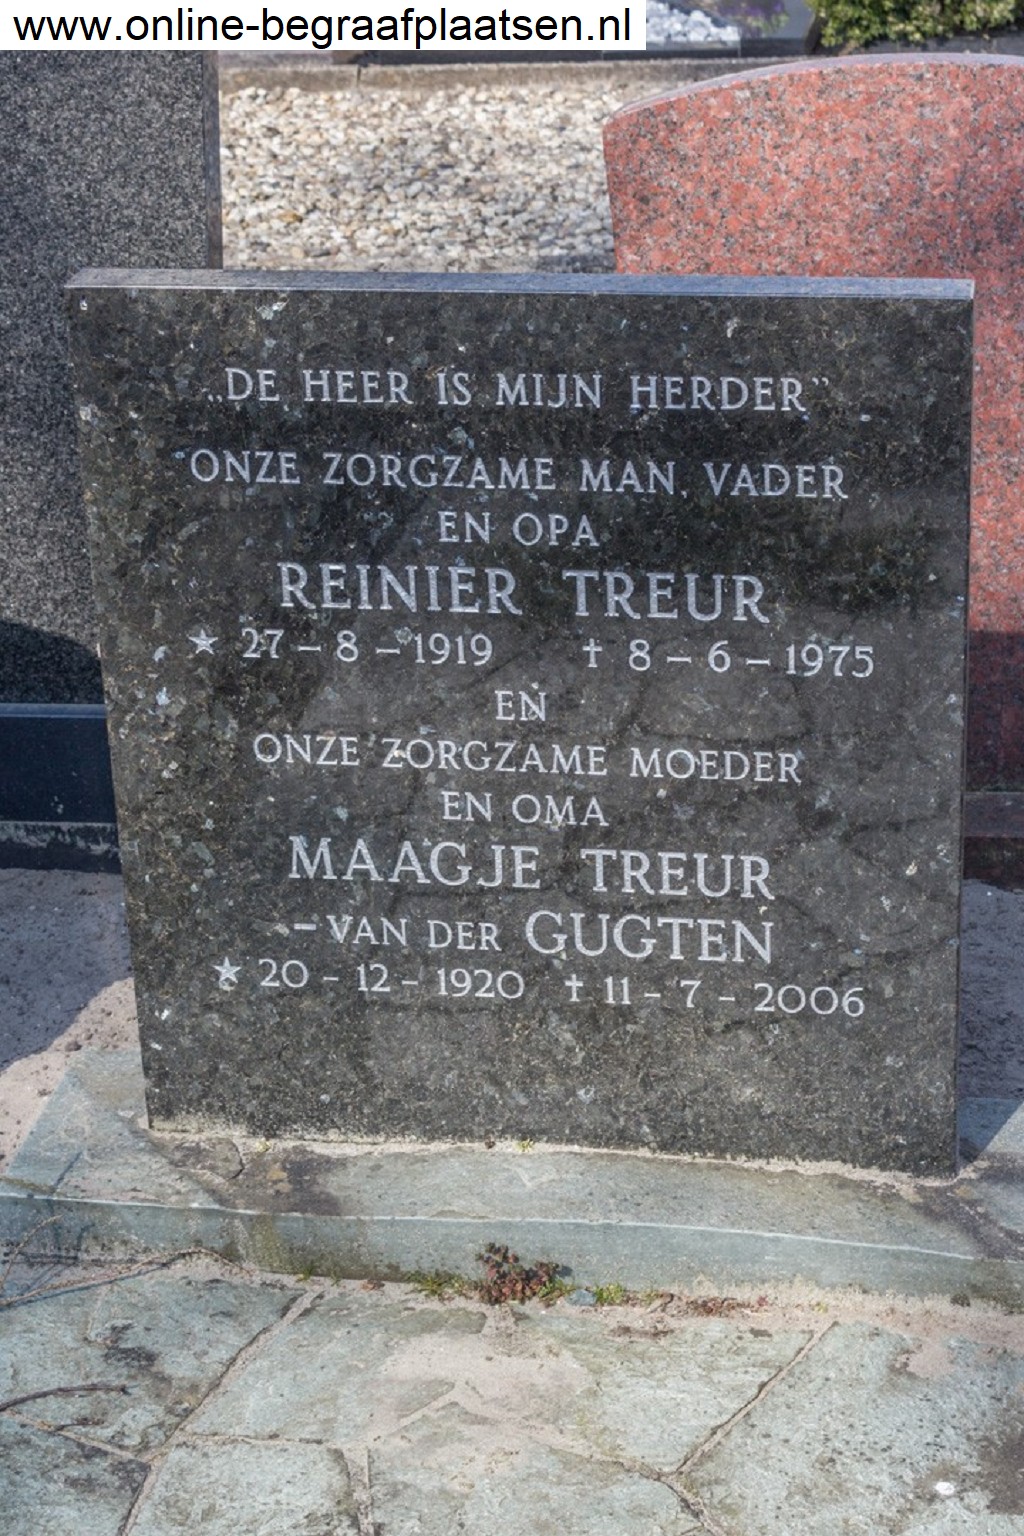 www.online-begraafplaatsen.nl
„DE HEER IS MIJN HERDER”
ONZE ZORGZAME MAN, VADER
EN OPA
REINIER TREUR
★ 27 – 8 – 1919 † 8 – 6 – 1975
EN
ONZE ZORGZAME MOEDER
EN OMA
MAAGJE TREUR
– VAN DER GUGTEN
★ 20 – 12 – 1920 † 11 – 7 – 2006